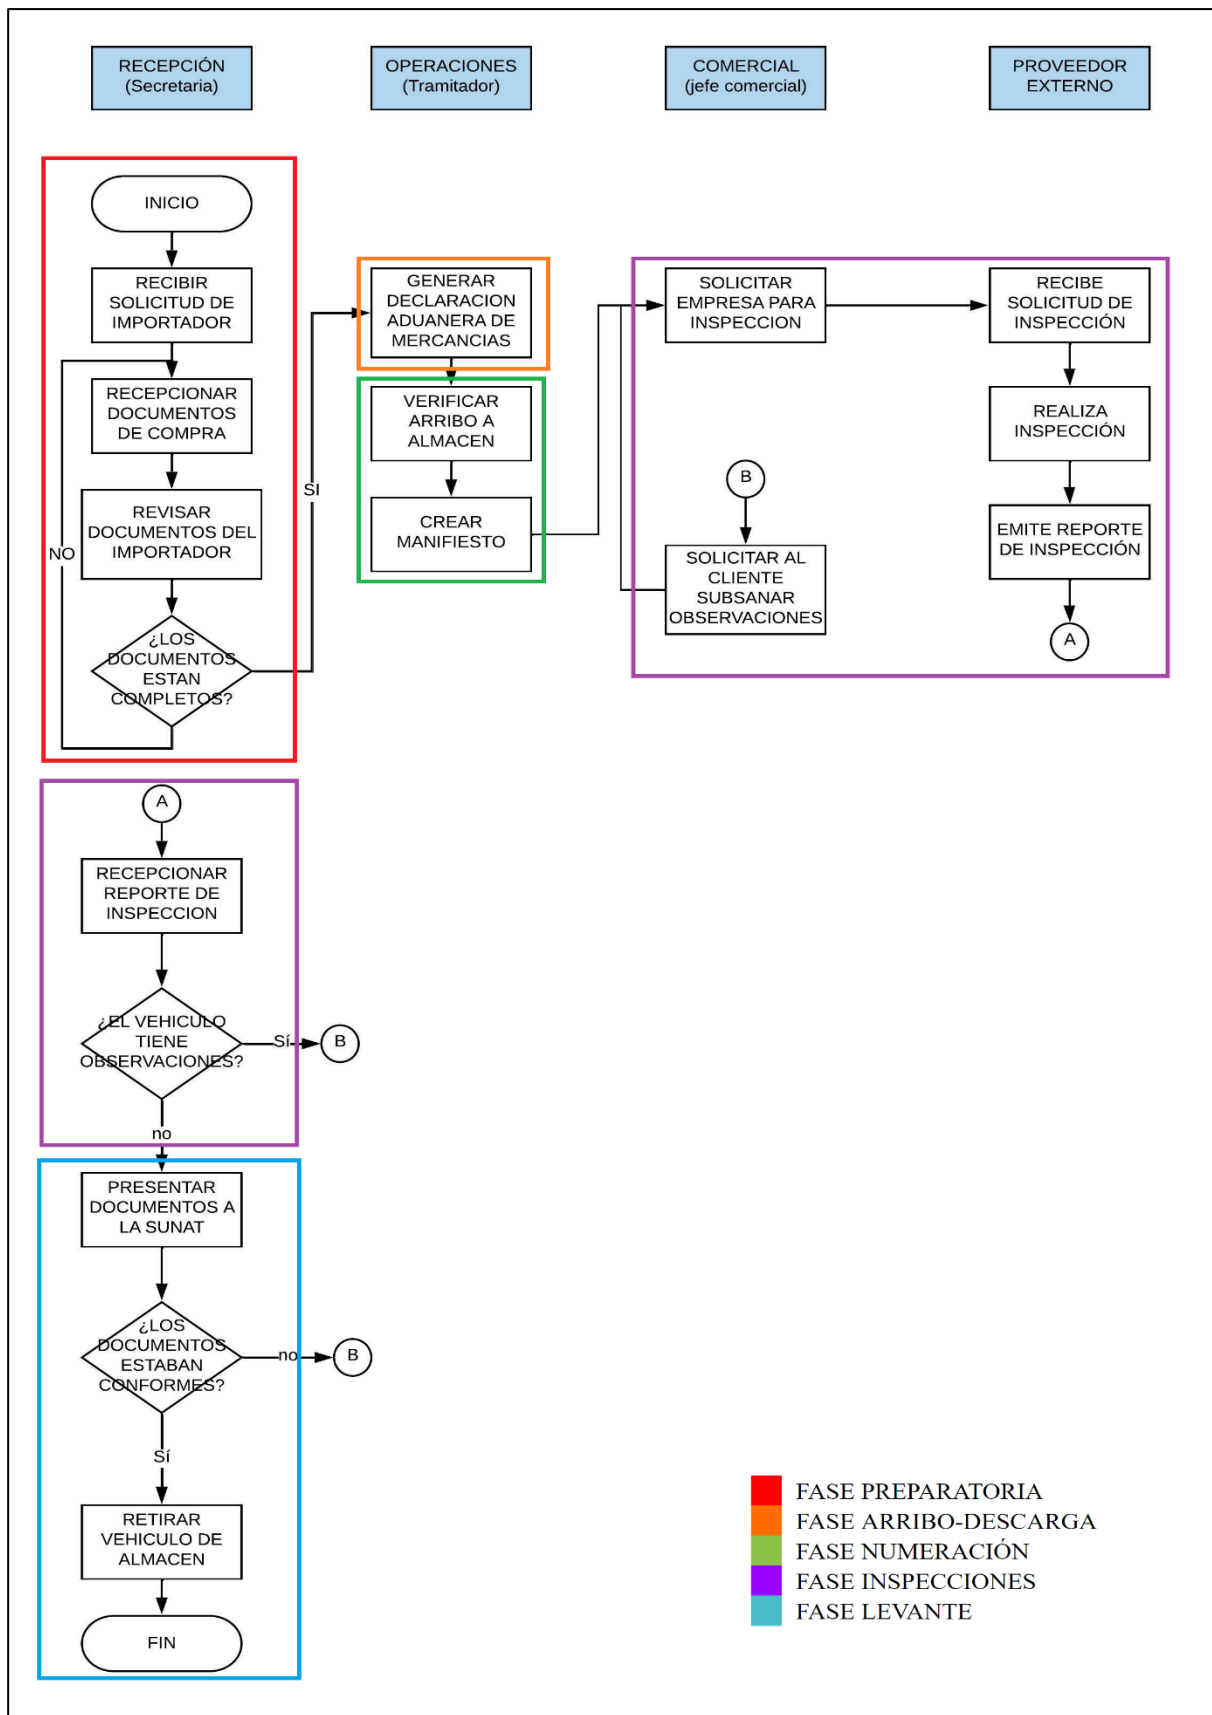 RECEPCIÓN
(Secretaria)
OPERACIONES
(Tramitador)
COMERCIAL
(jefe comercial)
PROVEEDOR
EXTERNO
INICIO
RECIBIR
SOLICITUD DE
IMPORTADOR
RECEPCIONAR
DOCUMENTOS
DE COMPRA
REVISAR
DOCUMENTOS DEL
IMPORTADOR
NO
¿LOS
DOCUMENTOS
ESTAN
COMPLETOS?
SI
GENERAR
DECLARACION
ADUANERA DE
MERCANCIAS
VERIFICAR
ARRIBO A
ALMACEN
CREAR
MANIFIESTO
SOLICITAR
EMPRESA PARA
INSPECCION
B
SOLICITAR AL
CLIENTE
SUBSANAR
OBSERVACIONES
RECIBE
SOLICITUD DE
INSPECCIÓN
REALIZA
INSPECCIÓN
EMITE REPORTE
DE INSPECCIÓN
A
A
RECEPCIONAR
REPORTE DE
INSPECCION
¿EL VEHICULO
TIENE
OBSERVACIONES?
Sí
B
no
PRESENTAR
DOCUMENTOS A
LA SUNAT
¿LOS
DOCUMENTOS
ESTABAN
CONFORMES?
no
B
Sí
RETIRAR
VEHICULO DE
ALMACEN
FIN
FASE PREPARATORIA
FASE ARRIBO-DESCARGA
FASE NUMERACIÓN
FASE INSPECCIONES
FASE LEVANTE